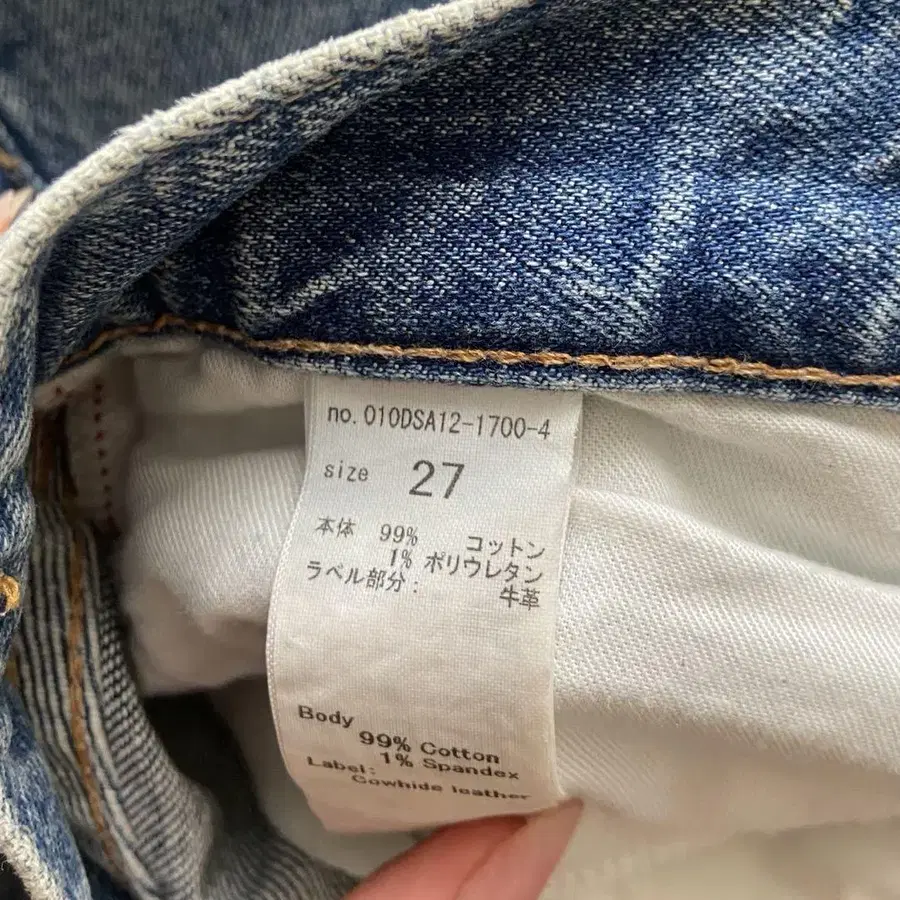 no. 010DSA12-1700-4
size 27
本体 99% コットン
1% ポリウレタン
ラベル部分: 牛革
Body
99% Cotton
1% Spandex
Label:
Cowhide leather